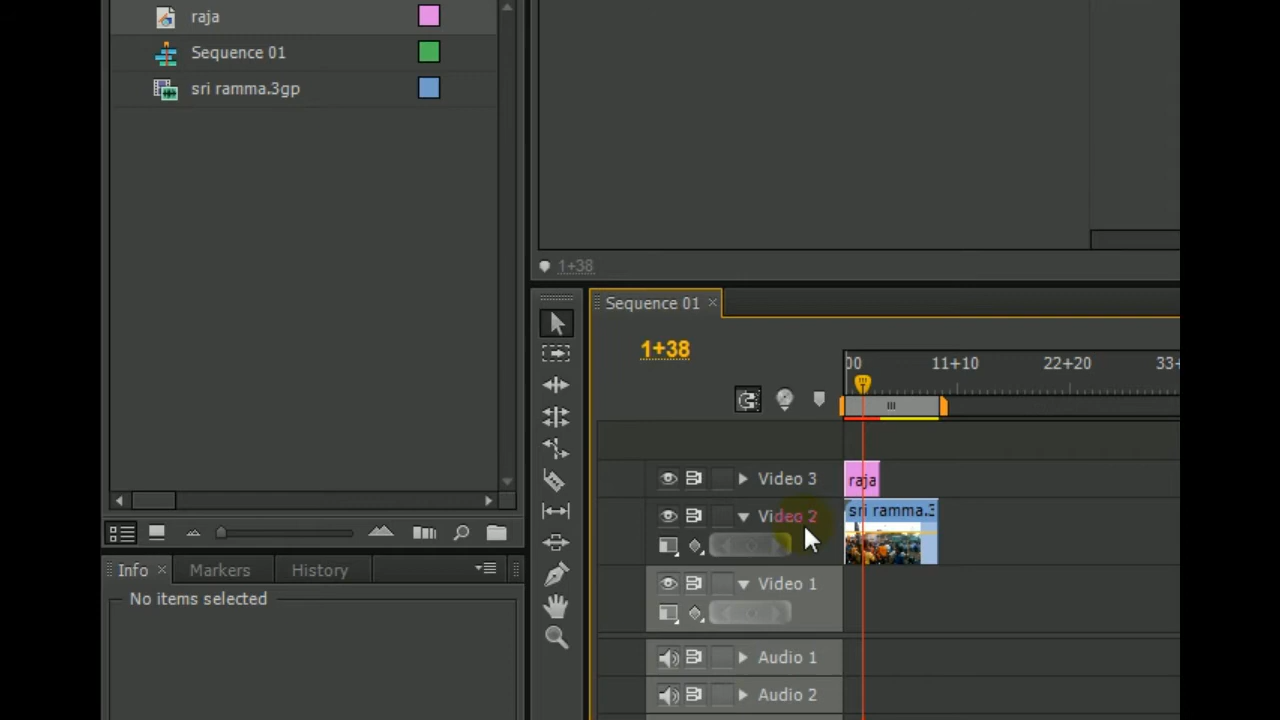 raja
Sequence 01
sri ramma.3gp
1+38
Sequence 01
1+38
00 11+10 22+20 33+
Video 3
raja
Video 2
sri ramma.3
Video 1
Audio 1
Audio 2
Info Markers History
No items selected